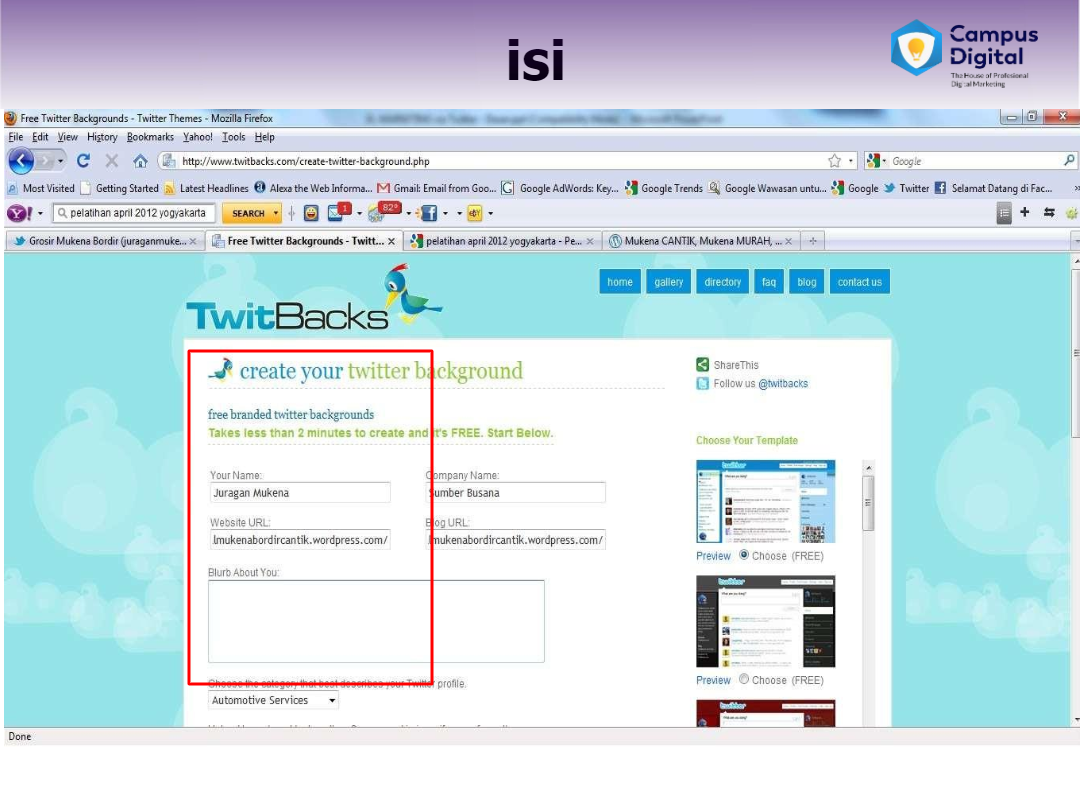 isi
Campus
Digital
The House of Profesional
Digital Marketing
Free Twitter Backgrounds - Twitter Themes - Mozilla Firefox
File Edit View History Bookmarks Yahoo! Tools Help
http://www.twitbacks.com/create-twitter-background.php
Google
Most Visited Getting Started Latest Headlines Alexa the Web Informa... Gmail: Email from Goo... Google AdWords: Key... Google Trends Google Wawasan untu... Google Twitter Selamat Datang di Fac... »
pelatihan april 2012 yogyakarta SEARCH 1 82°
Grosir Mukena Bordir (juraganmuke... Free Twitter Backgrounds - Twitt... pelatihan april 2012 yogyakarta - Pe... Mukena CANTIK, Mukena MURAH, ...
home gallery directory faq blog contact us
TwitBacks
create your twitter background
ShareThis
Follow us @twitbacks
free branded twitter backgrounds
Takes less than 2 minutes to create and it's FREE. Start Below.
Choose Your Template
Your Name: Company Name:
Juragan Mukena Sumber Busana
Website URL: Blog URL:
lmukenabordircantik.wordpress.com/ lmukenabordircantik.wordpress.com/
Preview Choose (FREE)
Blurb About You:
twitter
Preview Choose (FREE)
Choose the category that best describes your Twitter profile.
Automotive Services
twitter
Done